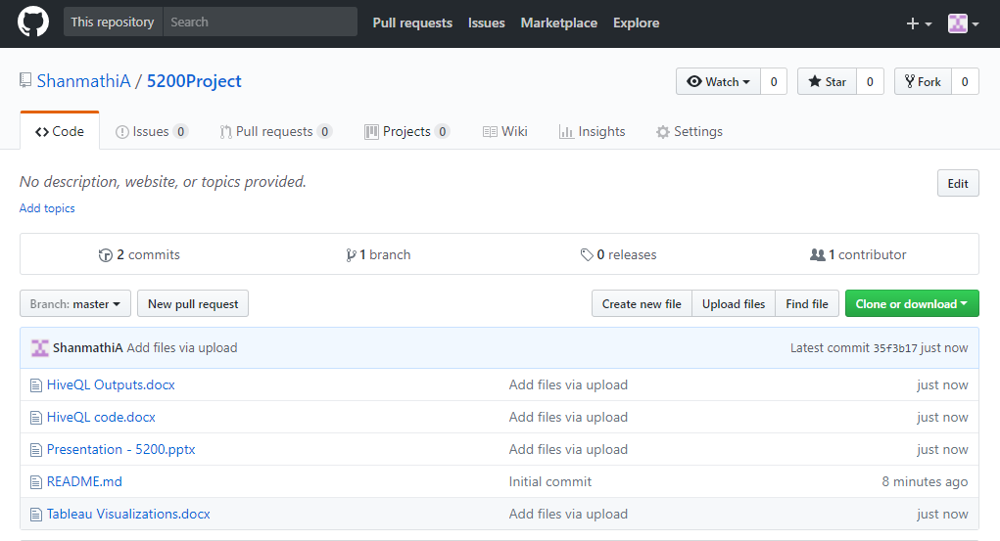 This repository Search Pull requests Issues Marketplace Explore
ShanmathiA / 5200Project Watch 0 Star 0 Fork 0
Code Issues 0 Pull requests 0 Projects 0 Wiki Insights Settings
No description, website, or topics provided. Edit
Add topics
2 commits 1 branch 0 releases 1 contributor
Branch: master New pull request Create new file Upload files Find file Clone or download
ShanmathiA Add files via upload Latest commit 35f3b17 just now
HiveQL Outputs.docx Add files via upload just now
HiveQL code.docx Add files via upload just now
Presentation - 5200.pptx Add files via upload just now
README.md Initial commit 8 minutes ago
Tableau Visualizations.docx Add files via upload just now